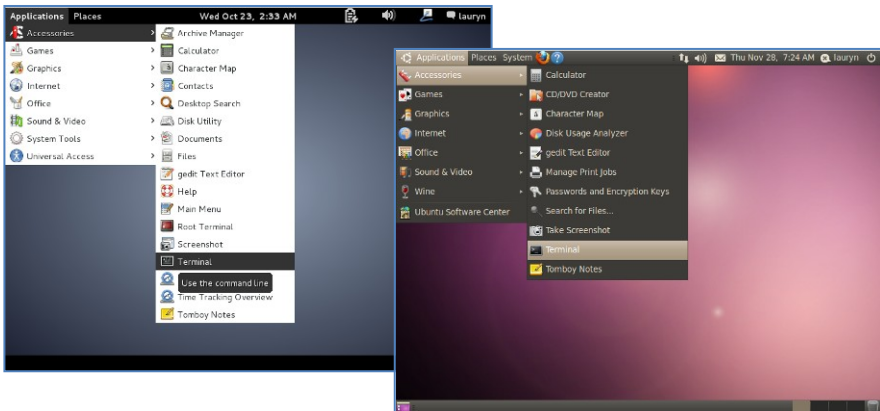 Applications Places Wed Oct 23, 2:33 AM lauryn
Accessories
Games
Graphics
Internet
Office
Sound & Video
System Tools
Universal Access
Archive Manager
Calculator
Character Map
Contacts
Desktop Search
Disk Utility
Documents
Files
gedit Text Editor
Help
Main Menu
Root Terminal
Screenshot
Terminal
Use the command line
Time Tracking Overview
Tomboy Notes
Applications Places System Thu Nov 28, 7:24 AM lauryn
Accessories
Games
Graphics
Internet
Office
Sound & Video
Wine
Ubuntu Software Center
Calculator
CD/DVD Creator
Character Map
Disk Usage Analyzer
gedit Text Editor
Manage Print Jobs
Passwords and Encryption Keys
Search for Files...
Take Screenshot
Terminal
Tomboy Notes